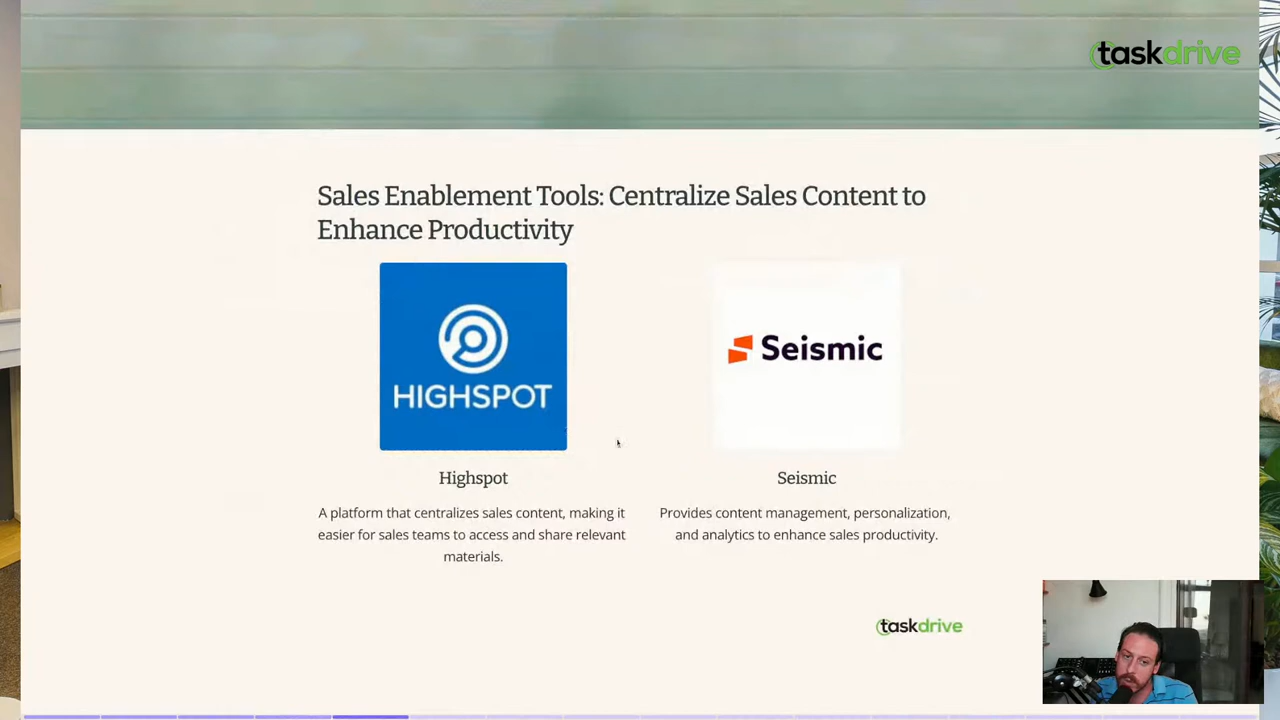 taskdrive
Sales Enablement Tools: Centralize Sales Content to
Enhance Productivity
HIGHSPOT
Seismic
Highspot
Seismic
A platform that centralizes sales content, making it
easier for sales teams to access and share relevant
materials.
Provides content management, personalization,
and analytics to enhance sales productivity.
taskdrive